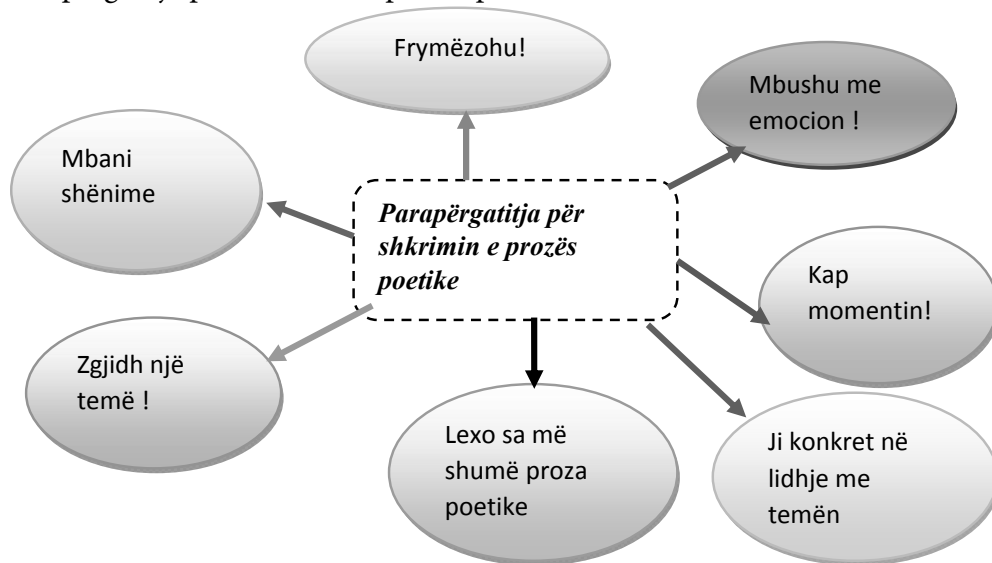 Frymëzohu!
Mbushu me
emocion !
Mbani
shënime
Parapërgatitja për
shkrimin e prozës
poetike
Kap
momentin!
Zgjidh një
temë !
Lexo sa më
shumë proza
poetike
Ji konkret në
lidhje me
temën